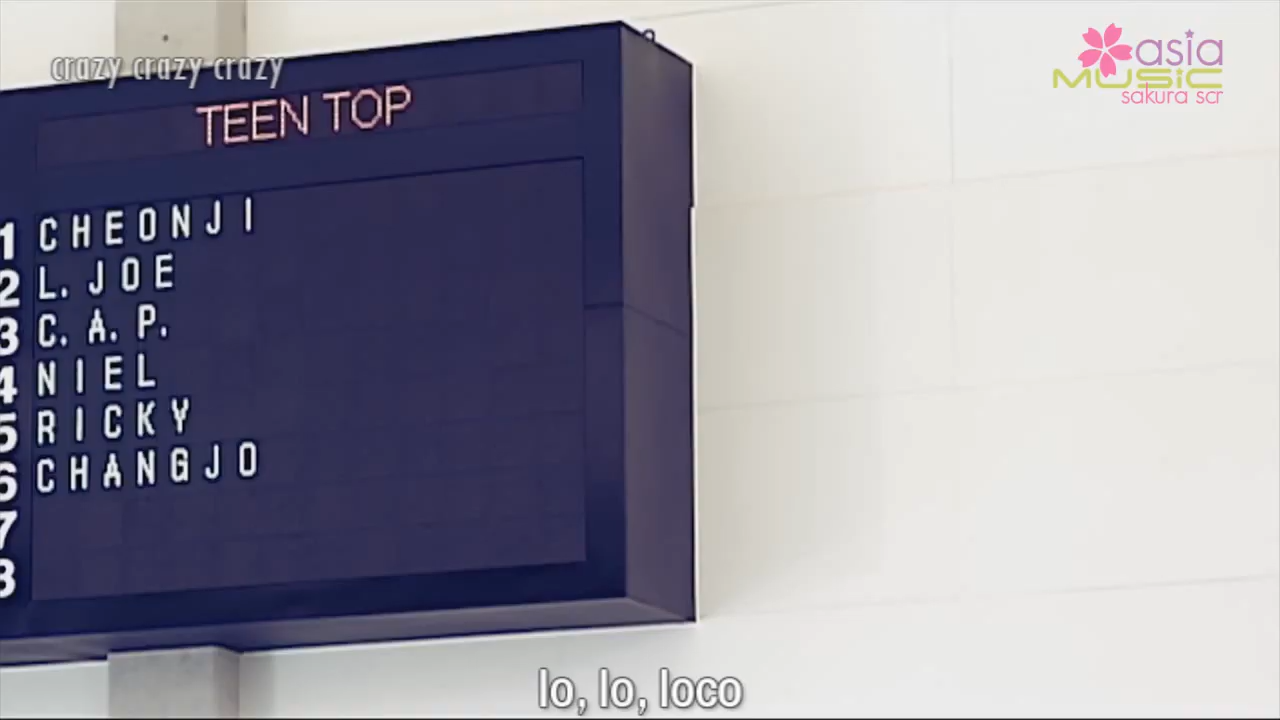 crazy crazy crazy
asia
MUSiC
sakura scr
TEEN TOP
1 CHEONJI
2 L. JOE
3 C. A. P.
4 NIEL
5 RICKY
6 CHANGJO
7
8
lo, lo, loco